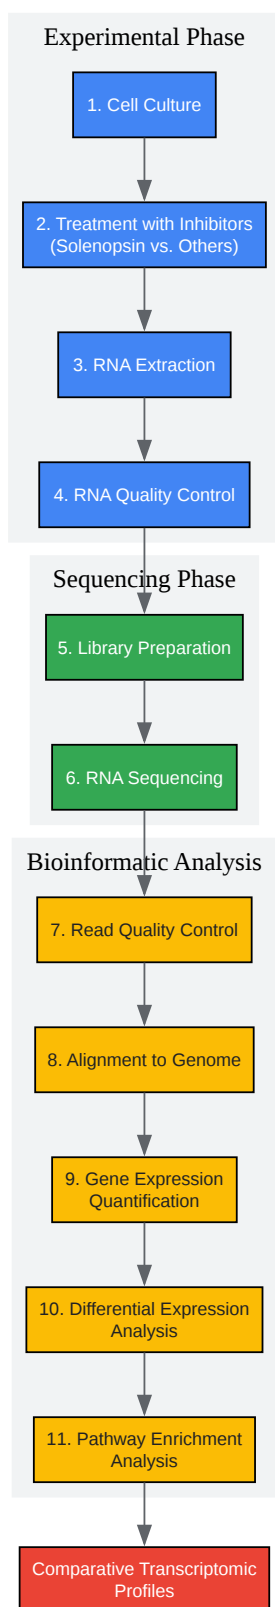 Experimental Phase
1. Cell Culture
2. Treatment with Inhibitors
(Solenopsin vs. Others)
3. RNA Extraction
4. RNA Quality Control
Sequencing Phase
5. Library Preparation
6. RNA Sequencing
Bioinformatic Analysis
7. Read Quality Control
8. Alignment to Genome
9. Gene Expression
Quantification
10. Differential Expression
Analysis
11. Pathway Enrichment
Analysis
Comparative Transcriptomic
Profiles